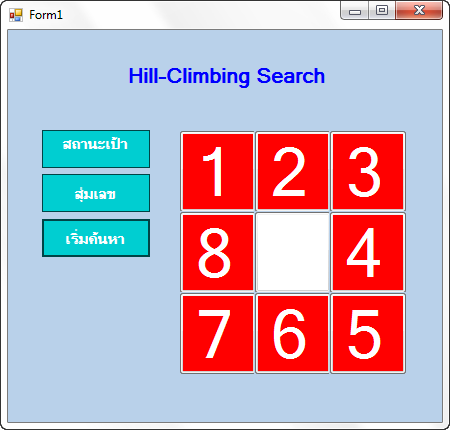 Form1
Hill-Climbing Search
สถานะเป้า
สุ่มเลข
เริ่มค้นหา
1 2 3
8 4
7 6 5